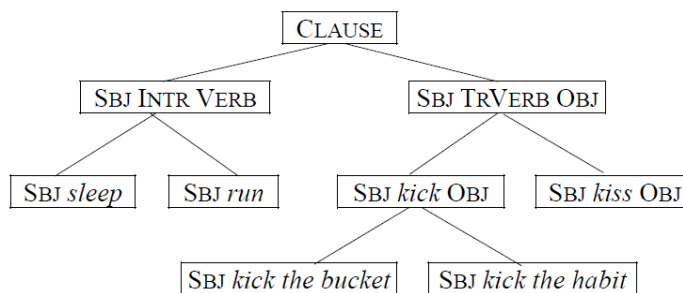 CLAUSE
SBJ INTR VERB SBJ TRVERB OBJ
SBJ sleep SBJ run SBJ kick OBJ SBJ kiss OBJ
SBJ kick the bucket SBJ kick the habit